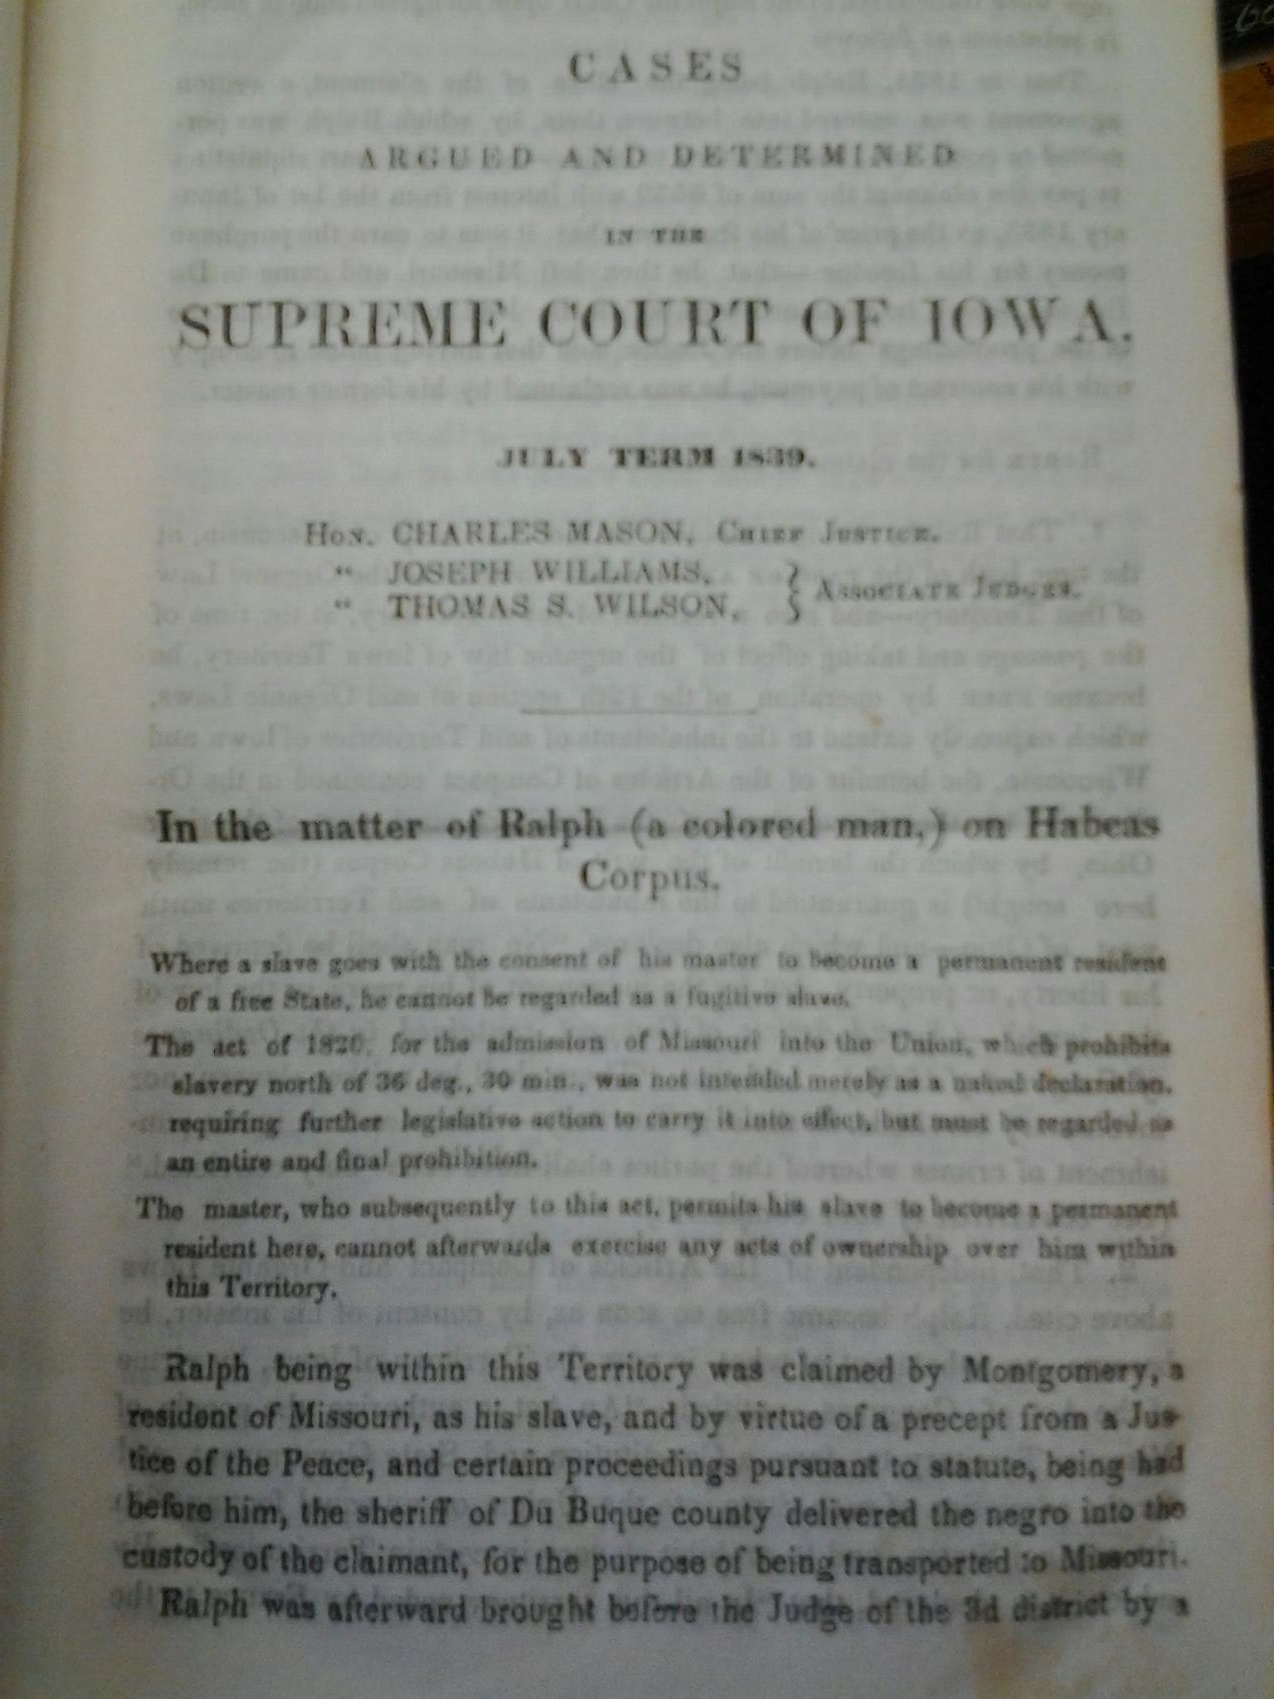 CASES
ARGUED AND DETERMINED
IN THE
SUPREME COURT OF IOWA.
JULY TERM 1839.
Hon. CHARLES MASON, Chief Justice.
" JOSEPH WILLIAMS,
" THOMAS S. WILSON, } Associate Judges.
In the matter of Ralph (a colored man,) on Habeas
Corpus.
Where a slave goes with the consent of his master to become a permanent resident
of a free State, he cannot be regarded as a fugitive slave.
The act of 1820, for the admission of Missouri into the Union, which prohibits
slavery north of 36 deg., 30 min., was not intended merely as a naked declaration,
requiring further legislative action to carry it into effect, but must be regarded as
an entire and final prohibition.
The master, who subsequently to this act, permits his slave to become a permanent
resident here, cannot afterwards exercise any acts of ownership over him within
this Territory.
Ralph being within this Territory was claimed by Montgomery, a
resident of Missouri, as his slave, and by virtue of a precept from a Jus-
tice of the Peace, and certain proceedings pursuant to statute, being had
before him, the sheriff of Du Buque county delivered the negro into the
custody of the claimant, for the purpose of being transported to Missouri.
Ralph was afterward brought before the Judge of the 3d district by a